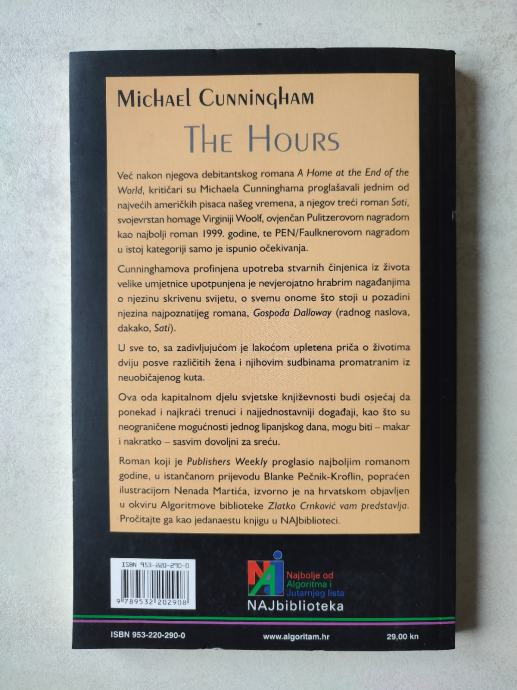 Michael Cunningham
The Hours
Već nakon njegova debitantskog romana A Home at the End of the
World, kritičari su Michaela Cunninghama proglašavali jednim od
najvećih američkih pisaca našeg vremena, a njegov treći roman Sati,
svojevrstan homage Virginiji Woolf, ovjenčan Pulitzerovom nagradom
kao najbolji roman 1999. godine, te PEN/Faulknerovom nagradom
u istoj kategoriji samo je ispunio očekivanja.
Cunninghamova profinjena upotreba stvarnih činjenica iz života
velike umjetnice upotpunjena je nevjerojatno hrabrim nagađanjima
o njezinu skrivenu svijetu, o svemu onome što stoji u pozadini
njezina najpoznatijeg romana, Gospođa Dalloway (radnog naslova,
dakako, Sati).
U sve to, sa zadivljujućom je lakoćom upletena priča o životima
dviju posve različitih žena i njihovim sudbinama promatranim iz
neuobičajenog kuta.
Ova oda kapitalnom djelu svjetske književnosti budi osjećaj da
ponekad i najkraći trenuci i najjednostavniji događaji, kao što su
neograničene mogućnosti jednog lipanjskog dana, mogu biti – makar
i nakratko – sasvim dovoljni za sreću.
Roman koji je Publishers Weekly proglasio najboljim romanom
godine, u istančanom prijevodu Blanke Pečnik-Kroflin, popraćen
ilustracijom Nenada Martića, izvorno je na hrvatskom objavljen
u okviru Algoritmove biblioteke Zlatko Crnković vam predstavlja.
Pročitajte ga kao jedanaestu knjigu u NAJbiblioteci.
ISBN 953-220-290-0
9 789532 202908
NAJ
Najbolje od
Algoritma i
Jutarnjeg lista
NAJbiblioteka
ISBN 953-220-290-0
www.algoritam.hr
29,00 kn